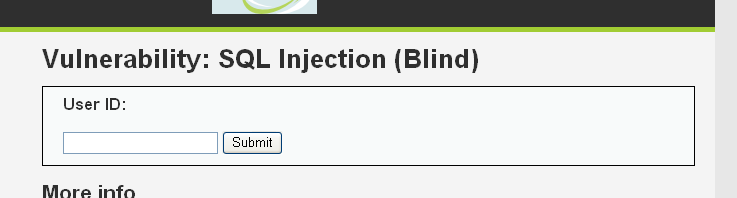 Vulnerability: SQL Injection (Blind)
User ID:
Submit
More info